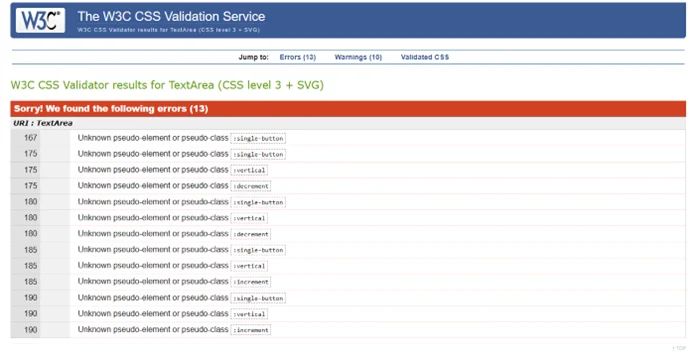 W3C The W3C CSS Validation Service
W3C CSS Validator results for TextArea (CSS level 3 + SVG)
Jump to: Errors (13) Warnings (10) Validated CSS
W3C CSS Validator results for TextArea (CSS level 3 + SVG)
Sorry! We found the following errors (13)
URI : TextArea
167 Unknown pseudo-element or pseudo-class :single-button
175 Unknown pseudo-element or pseudo-class :single-button
175 Unknown pseudo-element or pseudo-class :vertical
175 Unknown pseudo-element or pseudo-class :decrement
180 Unknown pseudo-element or pseudo-class :single-button
180 Unknown pseudo-element or pseudo-class :vertical
180 Unknown pseudo-element or pseudo-class :decrement
185 Unknown pseudo-element or pseudo-class :single-button
185 Unknown pseudo-element or pseudo-class :vertical
185 Unknown pseudo-element or pseudo-class :increment
190 Unknown pseudo-element or pseudo-class :single-button
190 Unknown pseudo-element or pseudo-class :vertical
190 Unknown pseudo-element or pseudo-class :increment